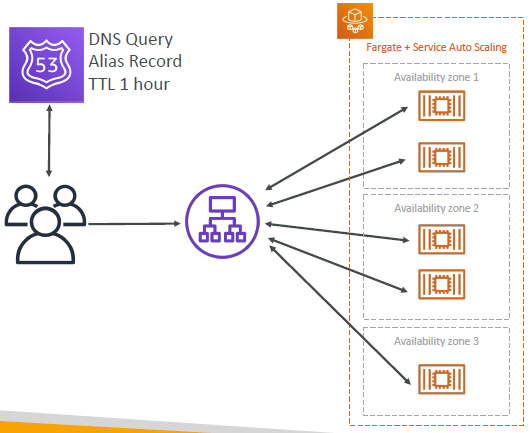 53
DNS Query
Alias Record
TTL 1 hour
Fargate + Service Auto Scaling
Availability zone 1
Availability zone 2
Availability zone 3